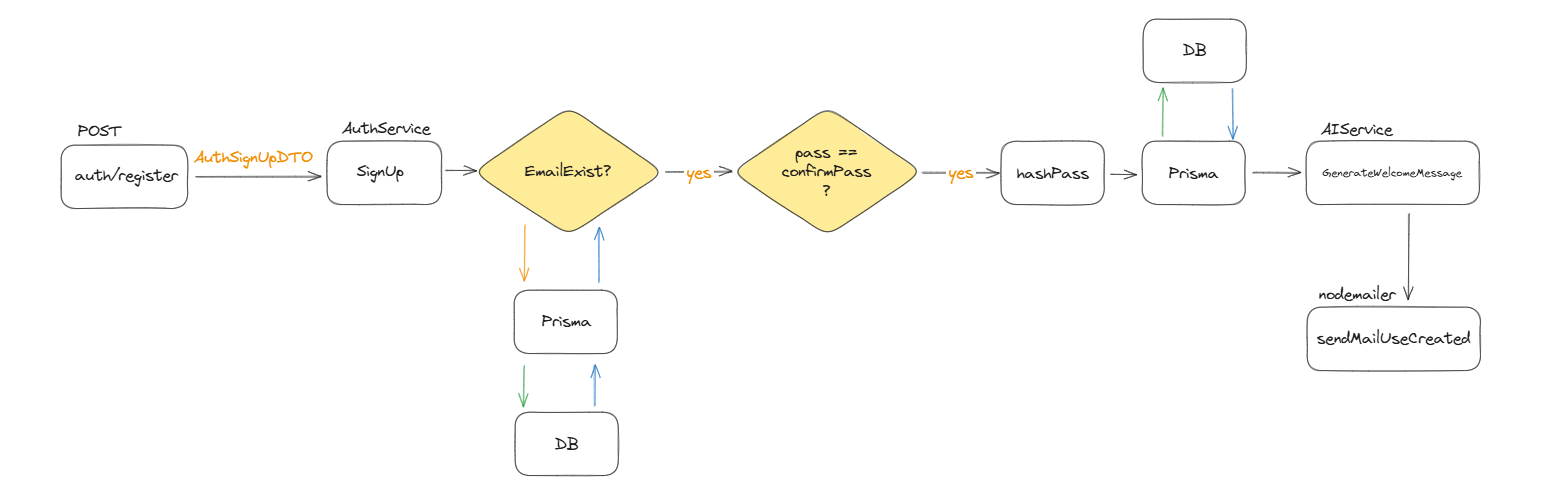 POST
auth/register
AuthSignUpDTO
AuthService
SignUp
EmailExist?
yes
pass ==
confirmPass
?
yes
hashPass
Prisma
DB
AIService
GenerateWelcomeMessage
nodemailer
sendMailUseCreated
Prisma
DB